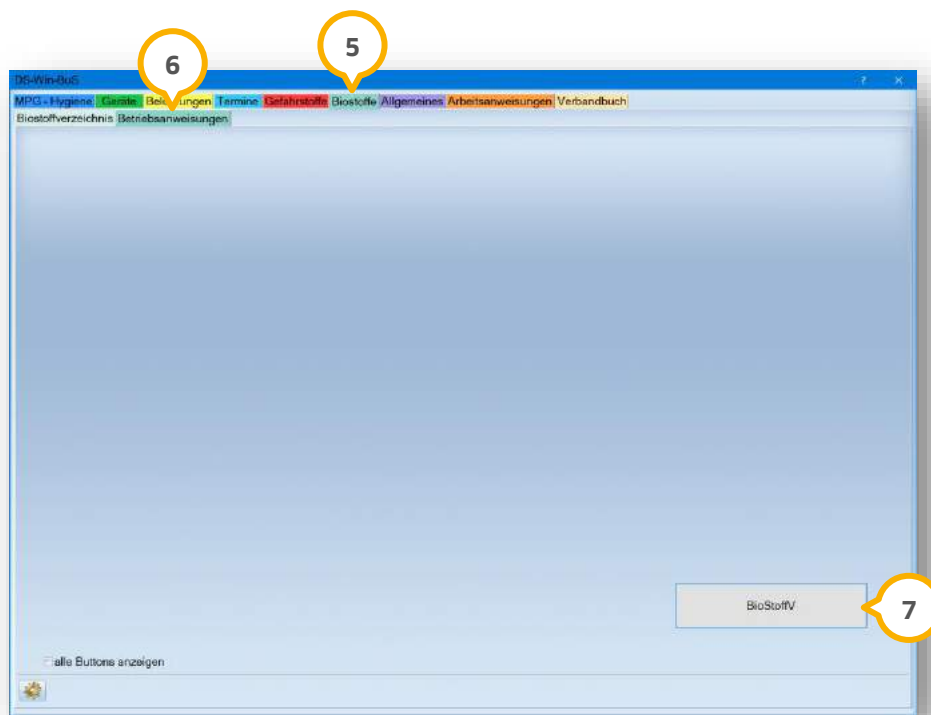 5
6
DS-Win-BuS ? ×
MPG - Hygiene Geräte Belehrungen Termine Gefahrstoffe Biostoffe Allgemeines Arbeitsanweisungen Verbandbuch
Biostoffverzeichnis Betriebsanweisungen
BioStoffV
7
alle Buttons anzeigen